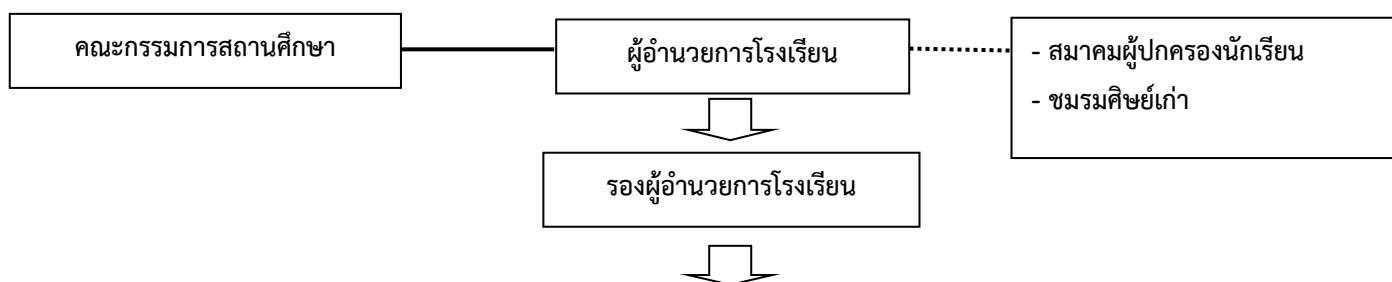 คณะกรรมการสถานศึกษา
ผู้อำนวยการโรงเรียน
- สมาคมผู้ปกครองนักเรียน
- ชมรมศิษย์เก่า
รองผู้อำนวยการโรงเรียน